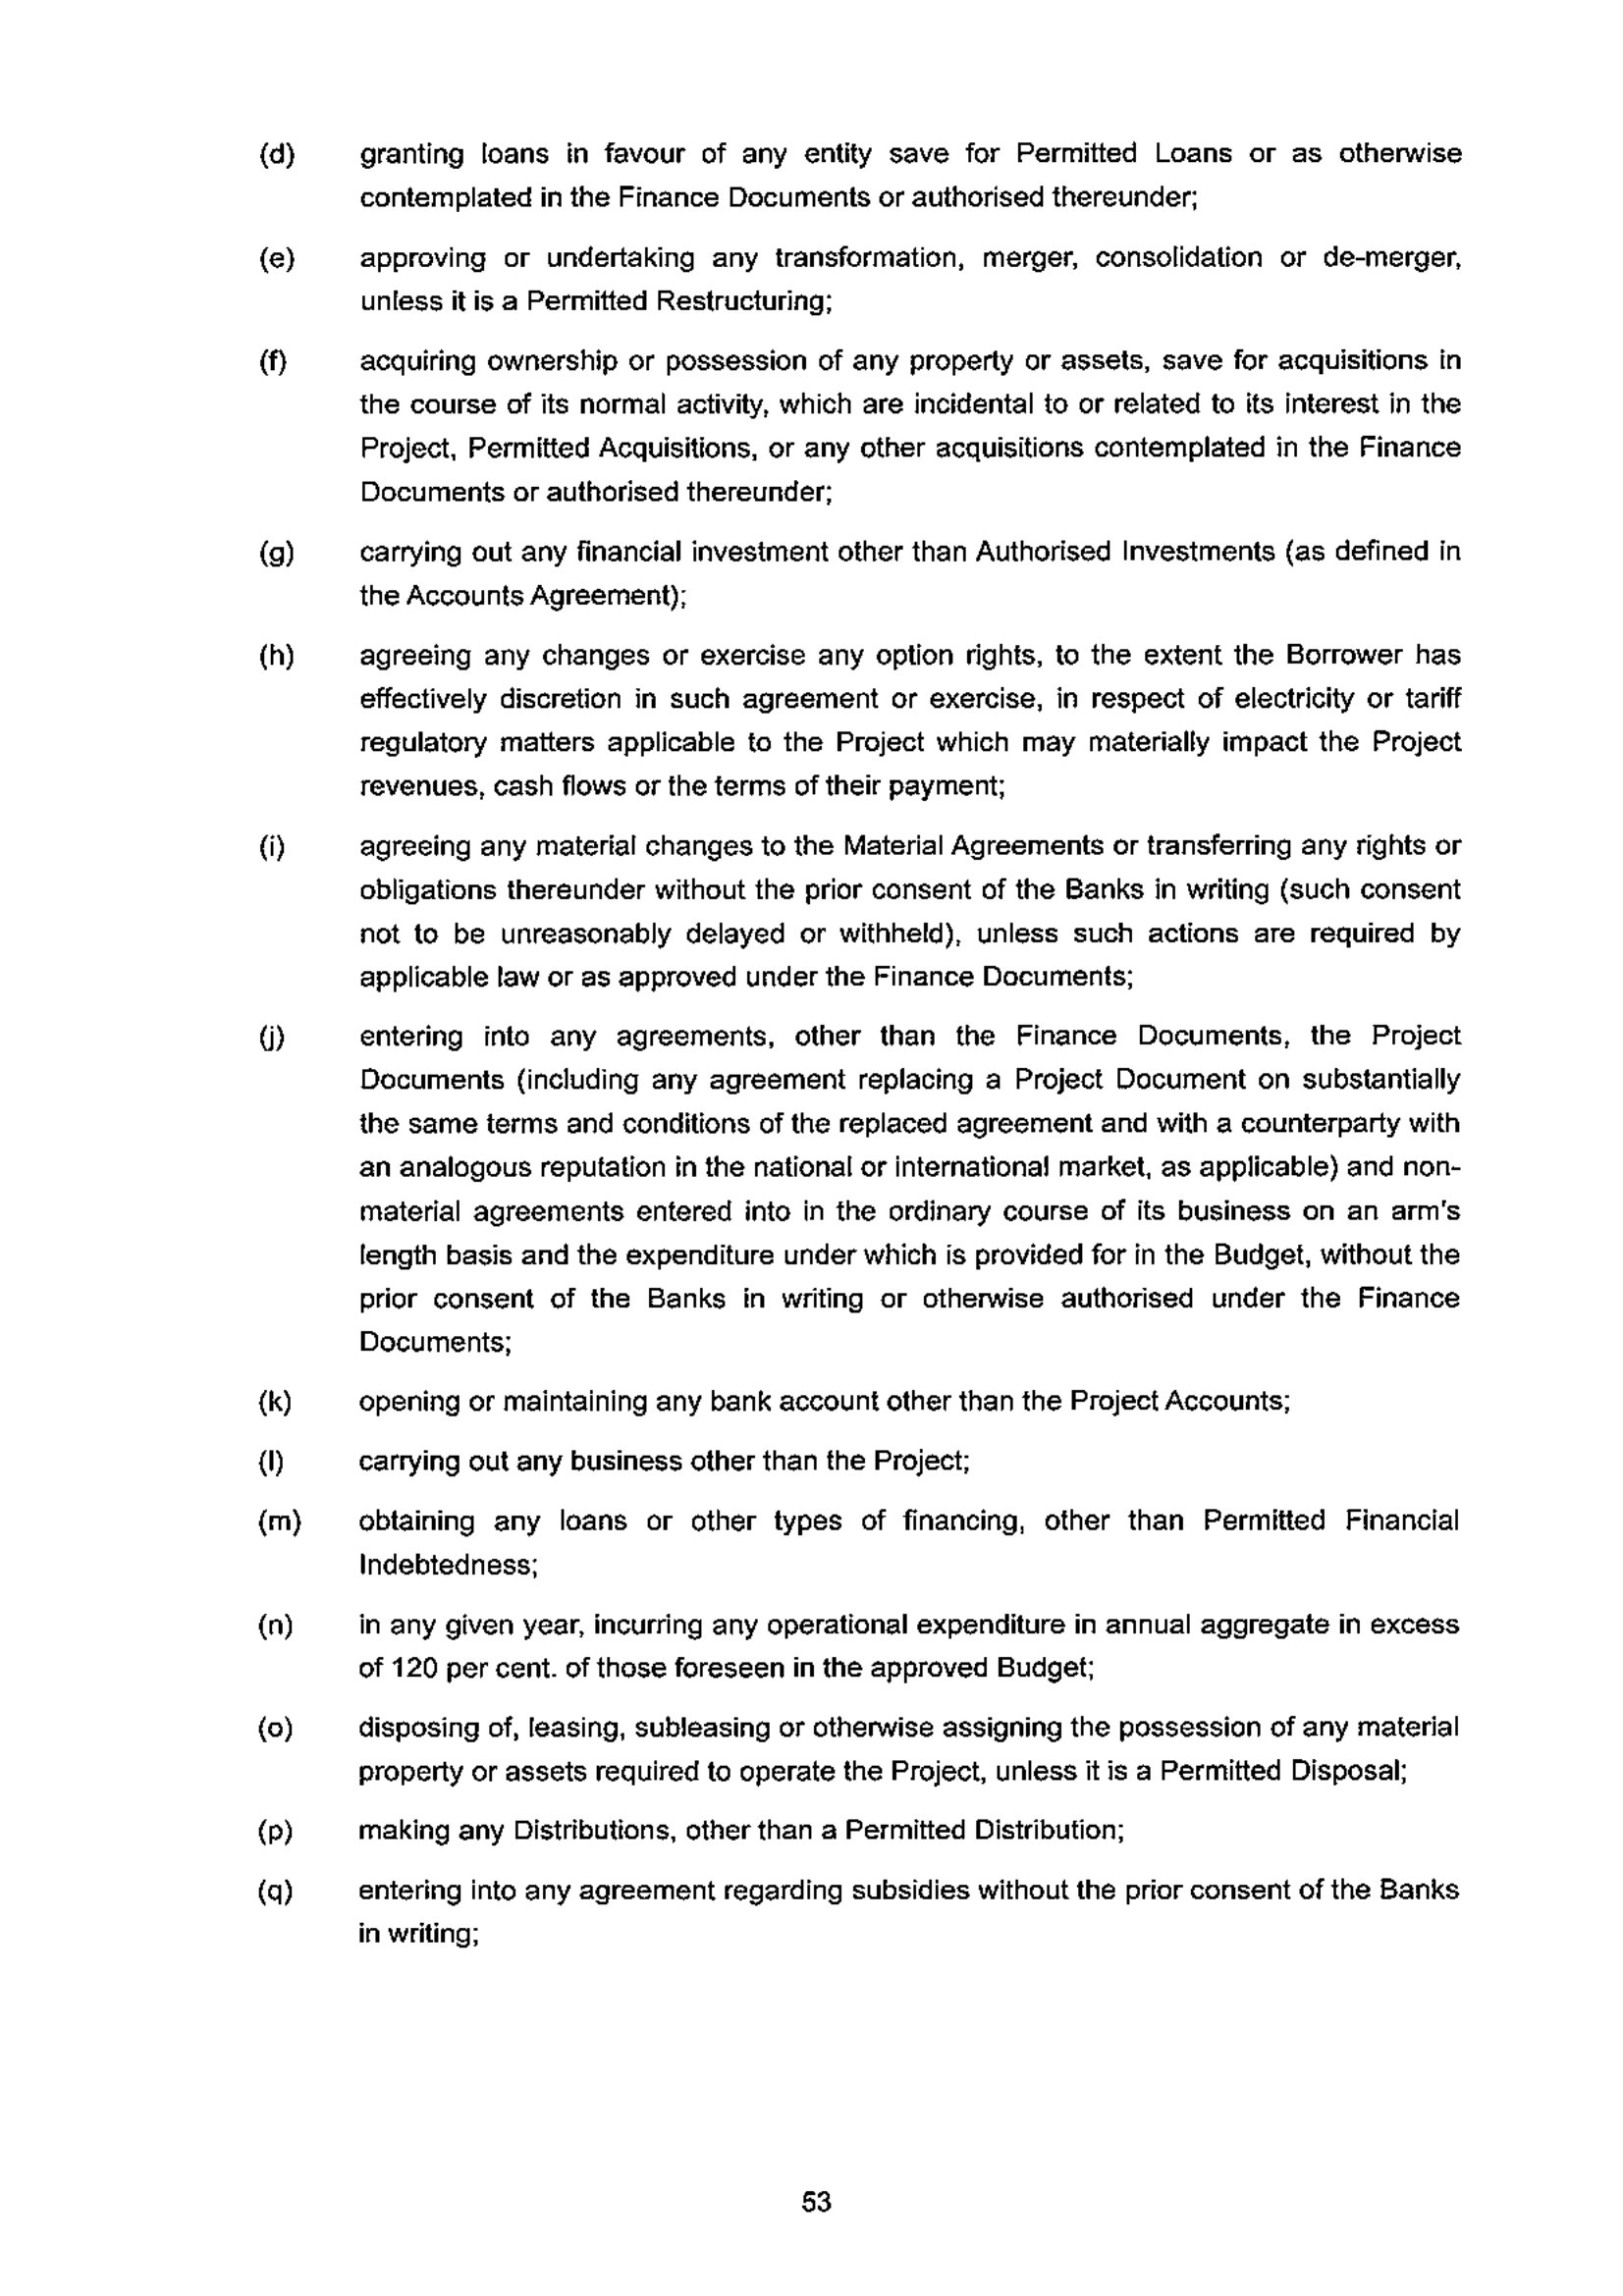 (d) granting loans in favour of any entity save for Permitted Loans or as otherwise
contemplated in the Finance Documents or authorised thereunder;
(e) approving or undertaking any transformation, merger, consolidation or de-merger,
unless it is a Permitted Restructuring;
(f) acquiring ownership or possession of any property or assets, save for acquisitions in
the course of its normal activity, which are incidental to or related to its interest in the
Project, Permitted Acquisitions, or any other acquisitions contemplated in the Finance
Documents or authorised thereunder;
(g) carrying out any financial investment other than Authorised Investments (as defined in
the Accounts Agreement);
(h) agreeing any changes or exercise any option rights, to the extent the Borrower has
effectively discretion in such agreement or exercise, in respect of electricity or tariff
regulatory matters applicable to the Project which may materially impact the Project
revenues, cash flows or the terms of their payment;
(i) agreeing any material changes to the Material Agreements or transferring any rights or
obligations thereunder without the prior consent of the Banks in writing (such consent
not to be unreasonably delayed or withheld), unless such actions are required by
applicable law or as approved under the Finance Documents;
(j) entering into any agreements, other than the Finance Documents, the Project
Documents (including any agreement replacing a Project Document on substantially
the same terms and conditions of the replaced agreement and with a counterparty with
an analogous reputation in the national or international market, as applicable) and non-
material agreements entered into in the ordinary course of its business on an arm's
length basis and the expenditure under which is provided for in the Budget, without the
prior consent of the Banks in writing or otherwise authorised under the Finance
Documents;
(k) opening or maintaining any bank account other than the Project Accounts;
(l) carrying out any business other than the Project;
(m) obtaining any loans or other types of financing, other than Permitted Financial
Indebtedness;
(n) in any given year, incurring any operational expenditure in annual aggregate in excess
of 120 per cent. of those foreseen in the approved Budget;
(o) disposing of, leasing, subleasing or otherwise assigning the possession of any material
property or assets required to operate the Project, unless it is a Permitted Disposal;
(p) making any Distributions, other than a Permitted Distribution;
(q) entering into any agreement regarding subsidies without the prior consent of the Banks
in writing;
53